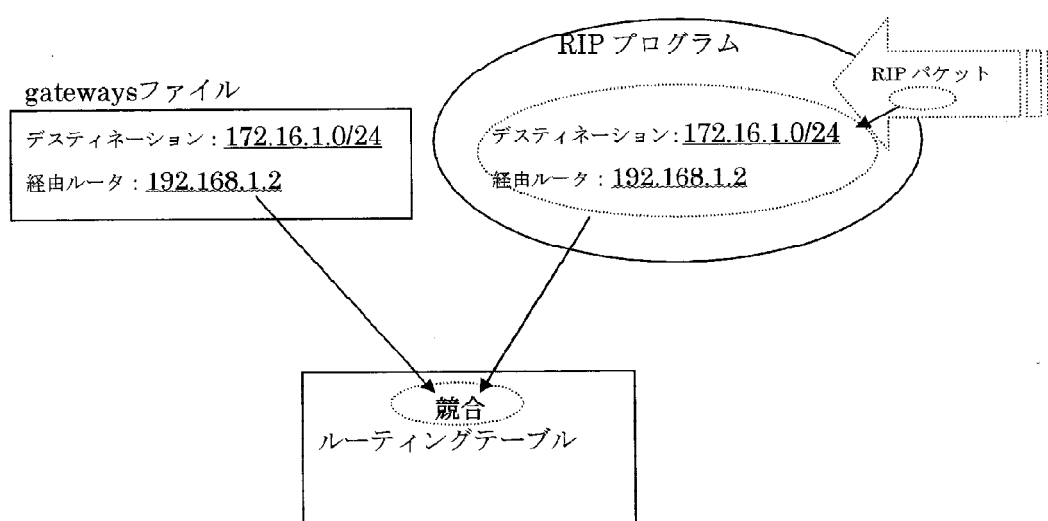 RIP プログラム
RIP パケット
gatewaysファイル
デスティネーション : 172.16.1.0/24
経由ルータ : 192.168.1.2
デスティネーション : 172.16.1.0/24
経由ルータ : 192.168.1.2
競合
ルーティングテーブル